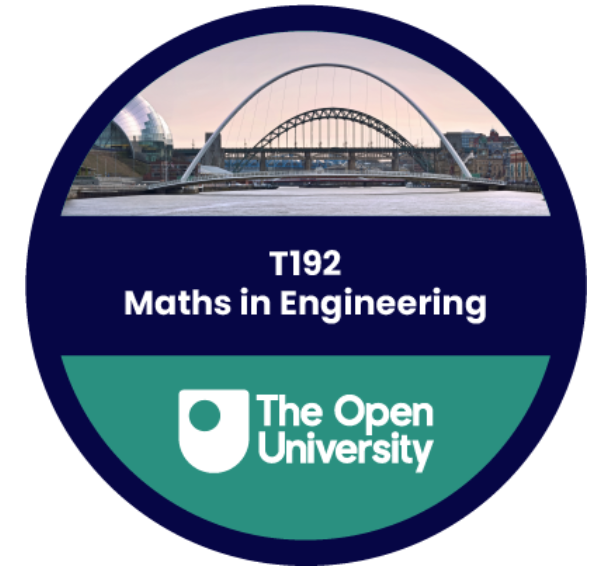 T192
Maths in Engineering
The Open
University